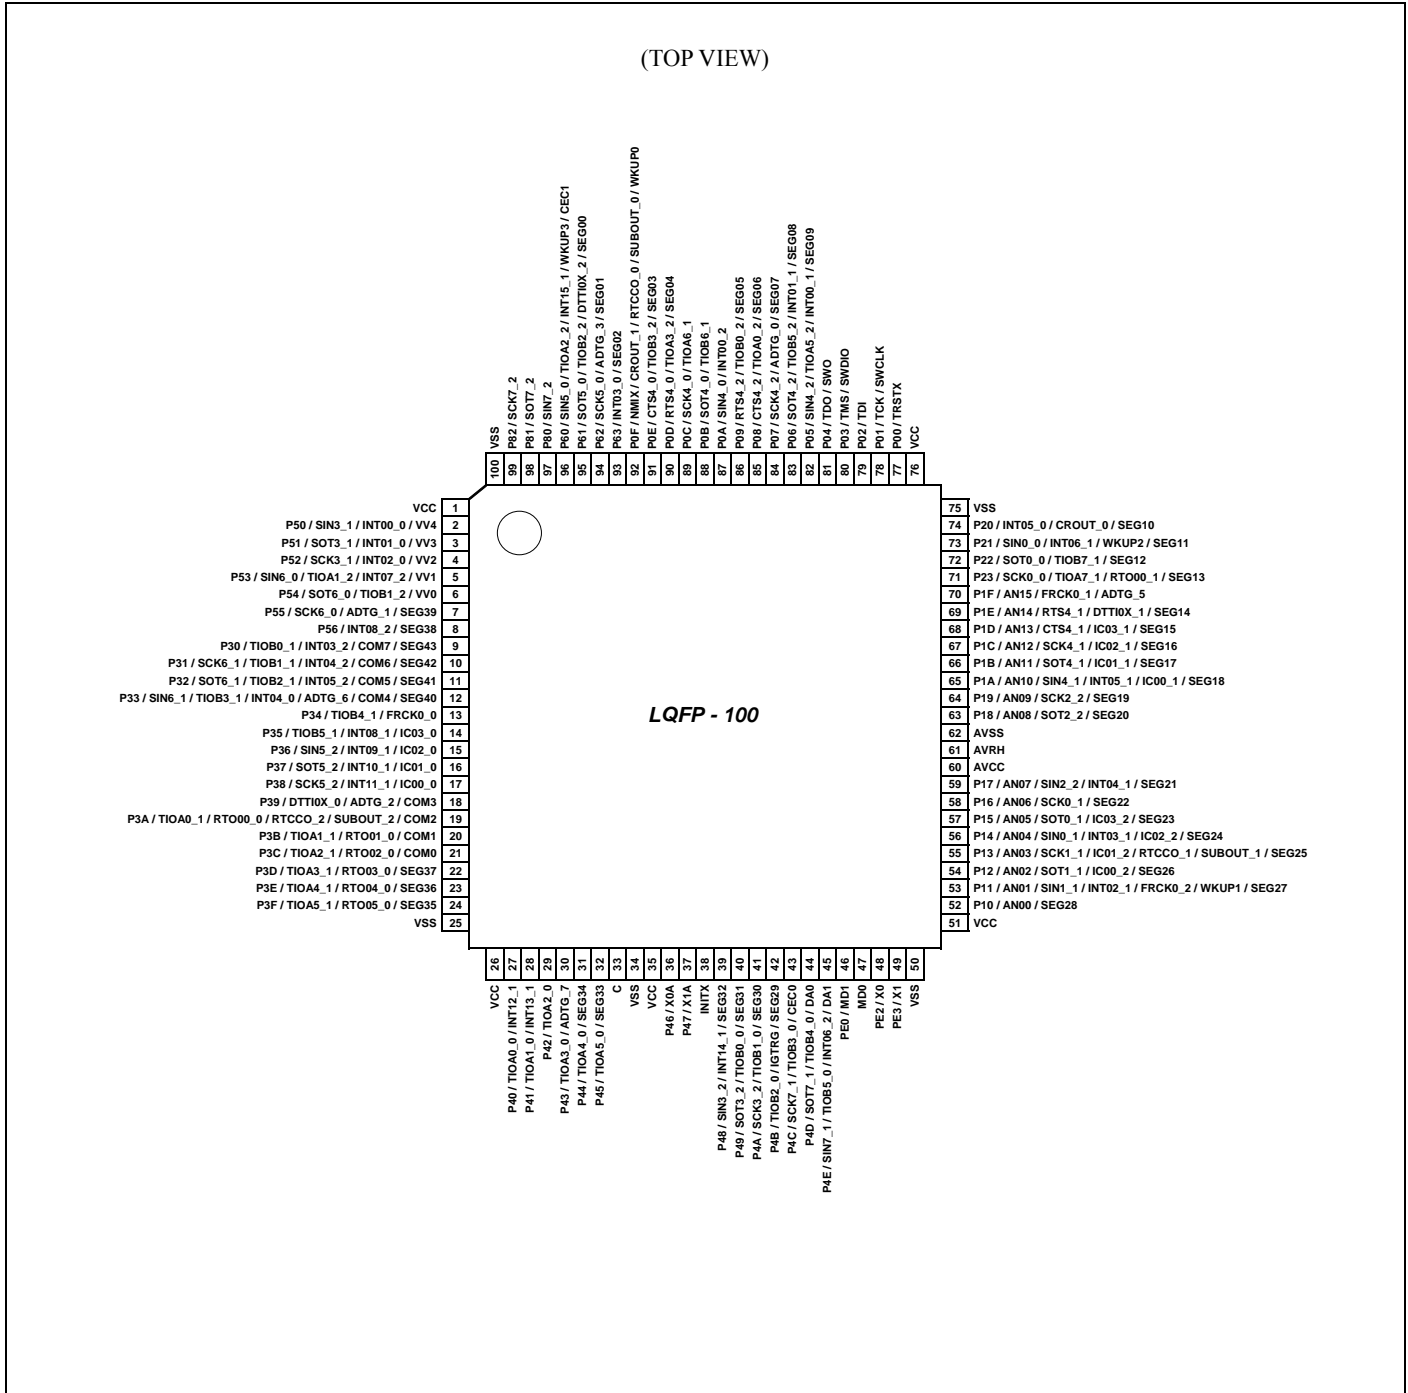 (TOP VIEW)
VSS
P82 / SCK7_2
P81 / SOT7_2
P80 / SIN7_2
P60 / SIN5_0 / TIOA2_2 / INT15_1 / WKUP3 / CEC1
P61 / SOT5_0 / TIOB2_2 / DTTI0X_2 / SEG00
P62 / SCK5_0 / ADTG_3 / SEG01
P63 / INT03_0 / SEG02
P0F / NMIX / CROUT_1 / RTCCO_0 / SUBOUT_0 / WKUP0
P0E / CTS4_0 / TIOB3_2 / SEG03
P0D / RTS4_0 / TIOA3_2 / SEG04
P0C / SCK4_0 / TIOA6_1
P0B / SOT4_0 / TIOB6_1
P0A / SIN4_0 / INT00_2
P09 / RTS4_2 / TIOB0_2 / SEG05
P08 / CTS4_2 / TIOA0_2 / SEG06
P07 / SCK4_2 / ADTG_0 / SEG07
P06 / SOT4_2 / TIOB5_2 / INT01_1 / SEG08
P05 / SIN4_2 / TIOA5_2 / INT00_1 / SEG09
P04 / TDO / SWO
P03 / TMS / SWDIO
P02 / TDI
P01 / TCK / SWCLK
P00 / TRSTX
VCC
100 99 98 97 96 95 94 93 92 91 90 89 88 87 86 85 84 83 82 81 80 79 78 77 76
VCC 1
P50 / SIN3_1 / INT00_0 / VV4 2
P51 / SOT3_1 / INT01_0 / VV3 3
P52 / SCK3_1 / INT02_0 / VV2 4
P53 / SIN6_0 / TIOA1_2 / INT07_2 / VV1 5
P54 / SOT6_0 / TIOB1_2 / VV0 6
P55 / SCK6_0 / ADTG_1 / SEG39 7
P56 / INT08_2 / SEG38 8
P30 / TIOB0_1 / INT03_2 / COM7 / SEG43 9
P31 / SCK6_1 / TIOB1_1 / INT04_2 / COM6 / SEG42 10
P32 / SOT6_1 / TIOB2_1 / INT05_2 / COM5 / SEG41 11
P33 / SIN6_1 / TIOB3_1 / INT04_0 / ADTG_6 / COM4 / SEG40 12
P34 / TIOB4_1 / FRCK0_0 13
P35 / TIOB5_1 / INT08_1 / IC03_0 14
P36 / SIN5_2 / INT09_1 / IC02_0 15
P37 / SOT5_2 / INT10_1 / IC01_0 16
P38 / SCK5_2 / INT11_1 / IC00_0 17
P39 / DTTI0X_0 / ADTG_2 / COM3 18
P3A / TIOA0_1 / RTO00_0 / RTCCO_2 / SUBOUT_2 / COM2 19
P3B / TIOA1_1 / RTO01_0 / COM1 20
P3C / TIOA2_1 / RTO02_0 / COM0 21
P3D / TIOA3_1 / RTO03_0 / SEG37 22
P3E / TIOA4_1 / RTO04_0 / SEG36 23
P3F / TIOA5_1 / RTO05_0 / SEG35 24
VSS 25
LQFP - 100
75 VSS
74 P20 / INT05_0 / CROUT_0 / SEG10
73 P21 / SIN0_0 / INT06_1 / WKUP2 / SEG11
72 P22 / SOT0_0 / TIOB7_1 / SEG12
71 P23 / SCK0_0 / TIOA7_1 / RTO00_1 / SEG13
70 P1F / AN15 / FRCK0_1 / ADTG_5
69 P1E / AN14 / RTS4_1 / DTTI0X_1 / SEG14
68 P1D / AN13 / CTS4_1 / IC03_1 / SEG15
67 P1C / AN12 / SCK4_1 / IC02_1 / SEG16
66 P1B / AN11 / SOT4_1 / IC01_1 / SEG17
65 P1A / AN10 / SIN4_1 / INT05_1 / IC00_1 / SEG18
64 P19 / AN09 / SCK2_2 / SEG19
63 P18 / AN08 / SOT2_2 / SEG20
62 AVSS
61 AVRH
60 AVCC
59 P17 / AN07 / SIN2_2 / INT04_1 / SEG21
58 P16 / AN06 / SCK0_1 / SEG22
57 P15 / AN05 / SOT0_1 / IC03_2 / SEG23
56 P14 / AN04 / SIN0_1 / INT03_1 / IC02_2 / SEG24
55 P13 / AN03 / SCK1_1 / IC01_2 / RTCCO_1 / SUBOUT_1 / SEG25
54 P12 / AN02 / SOT1_1 / IC00_2 / SEG26
53 P11 / AN01 / SIN1_1 / INT02_1 / FRCK0_2 / WKUP1 / SEG27
52 P10 / AN00 / SEG28
51 VCC
26 27 28 29 30 31 32 33 34 35 36 37 38 39 40 41 42 43 44 45 46 47 48 49 50
VCC
P40 / TIOA0_0 / INT12_1
P41 / TIOA1_0 / INT13_1
P42 / TIOA2_0
P43 / TIOA3_0 / ADTG_7
P44 / TIOA4_0 / SEG34
P45 / TIOA5_0 / SEG33
C
VSS
VCC
P46 / X0A
P47 / X1A
INITX
P48 / SIN3_2 / INT14_1 / SEG32
P49 / SOT3_2 / TIOB0_0 / SEG31
P4A / SCK3_2 / TIOB1_0 / SEG30
P4B / TIOB2_0 / IGTRG / SEG29
P4C / SCK7_1 / TIOB3_0 / CEC0
P4D / SOT7_1 / TIOB4_0 / DA0
P4E / SIN7_1 / TIOB5_0 / INT06_2 / DA1
PE0 / MD1
MD0
PE2 / X0
PE3 / X1
VSS